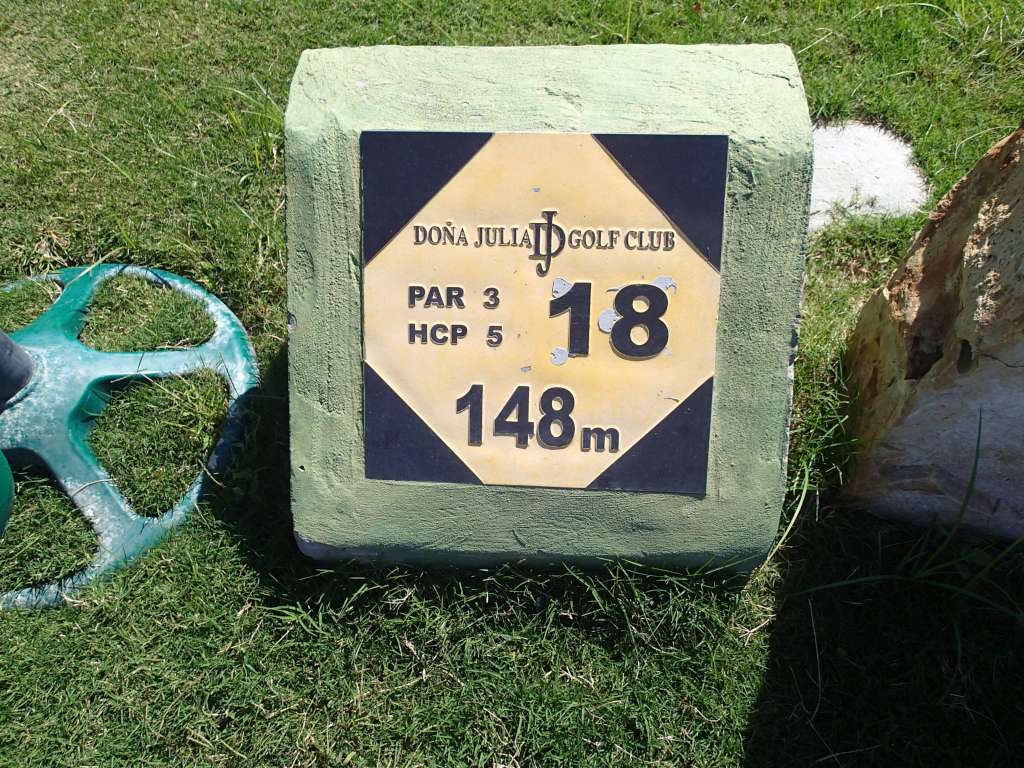 DOÑA JULIA DJ GOLF CLUB
PAR 3
HCP 5
18
148m